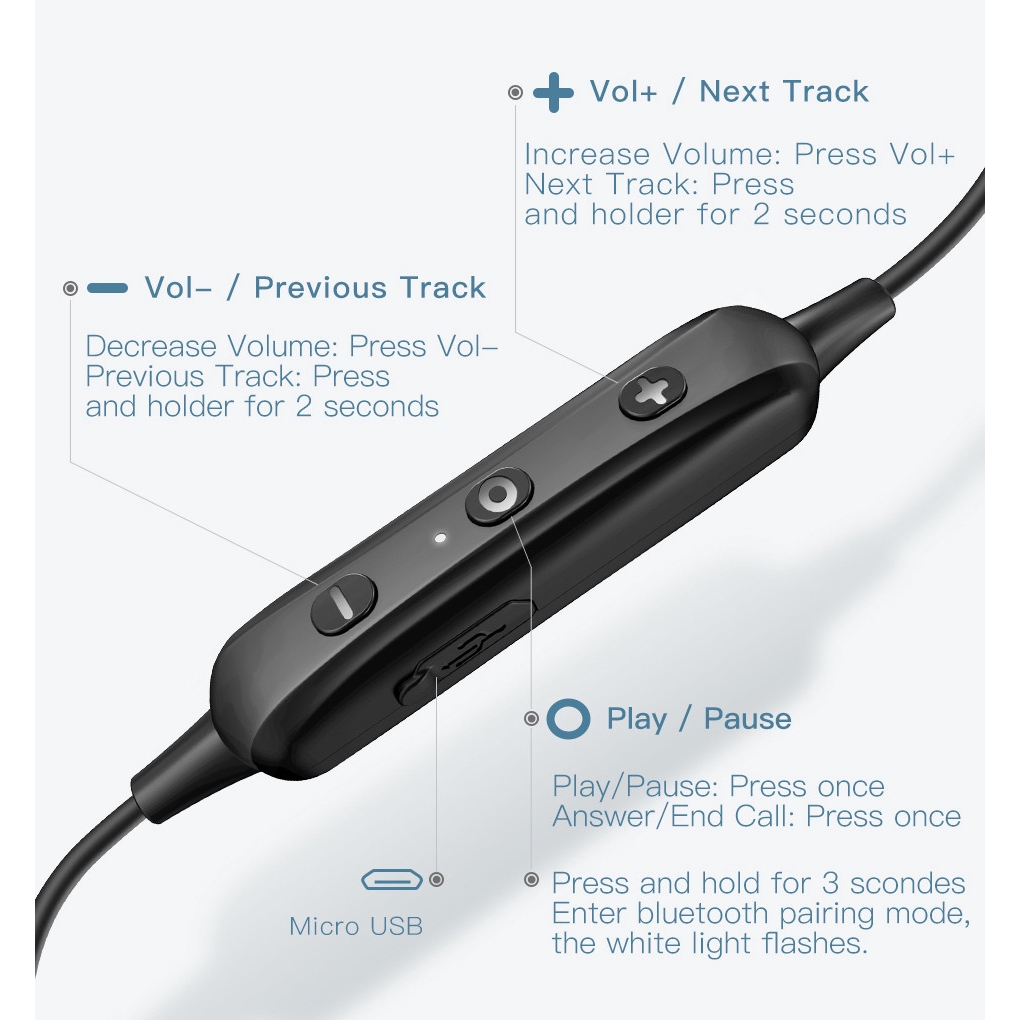 Vol+ / Next Track
Increase Volume: Press Vol+
Next Track: Press
and holder for 2 seconds
Vol– / Previous Track
Decrease Volume: Press Vol–
Previous Track: Press
and holder for 2 seconds
Play / Pause
Play/Pause: Press once
Answer/End Call: Press once
Press and hold for 3 scondes
Enter bluetooth pairing mode,
the white light flashes.
Micro USB